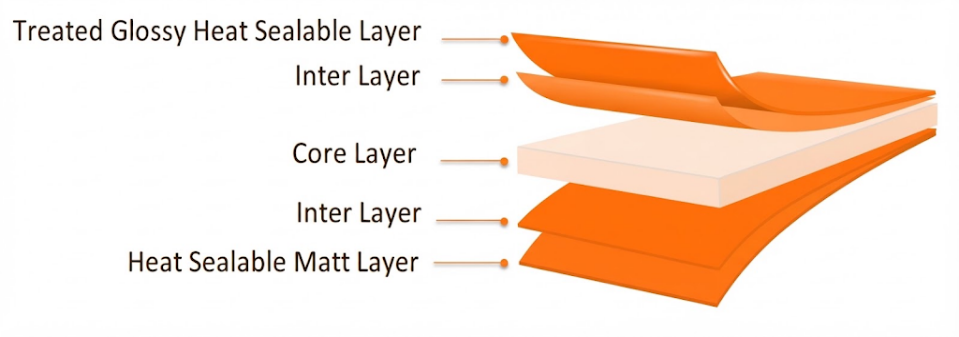 Treated Glossy Heat Sealable Layer
Inter Layer
Core Layer
Inter Layer
Heat Sealable Matt Layer